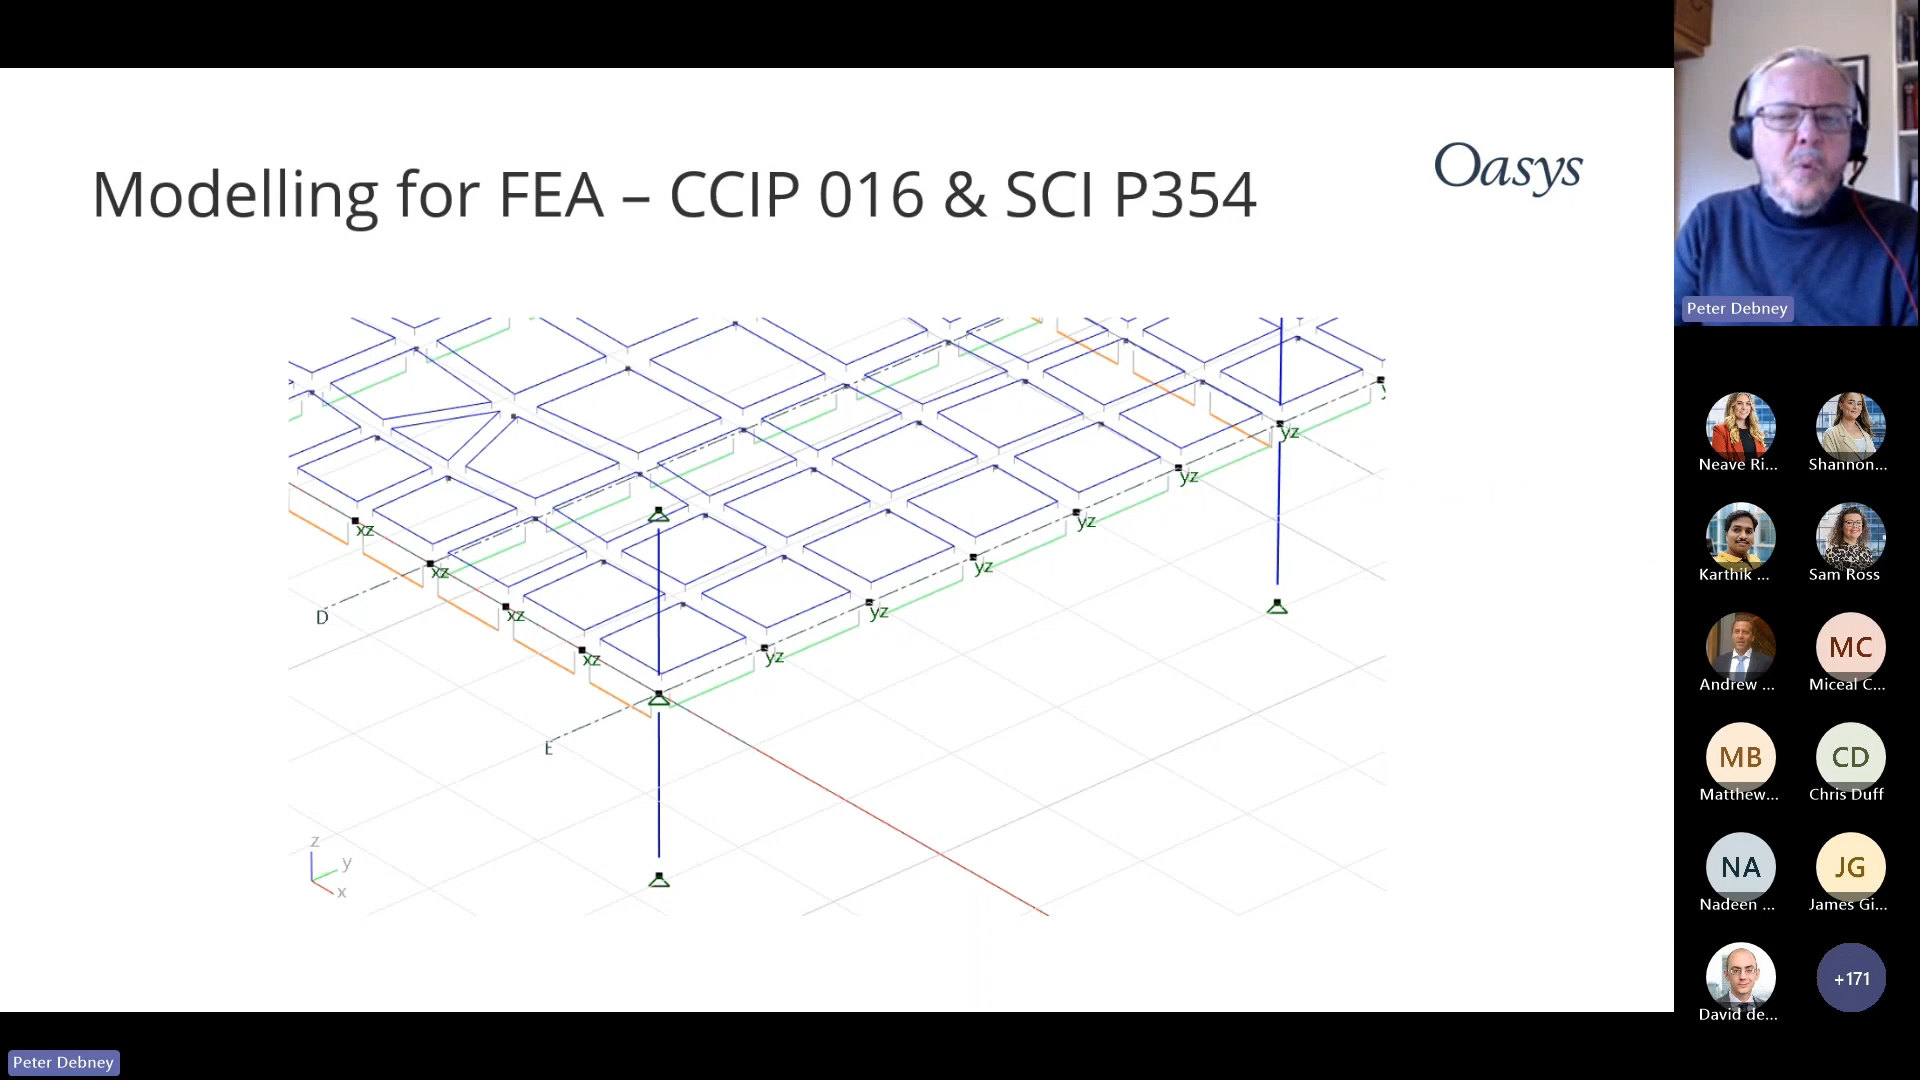 Modelling for FEA – CCIP 016 & SCI P354
Oasys
yz
yz
yz
yz
yz
yz
xz
xz
xz
xz
D
E
z
y
x
Peter Debney
Neave Ri...
Shannon...
Karthik ...
Sam Ross
Andrew ...
MC
Miceal C...
MB
Matthew...
CD
Chris Duff
NA
Nadeen ...
JG
James Gi...
David de...
+171
Peter Debney